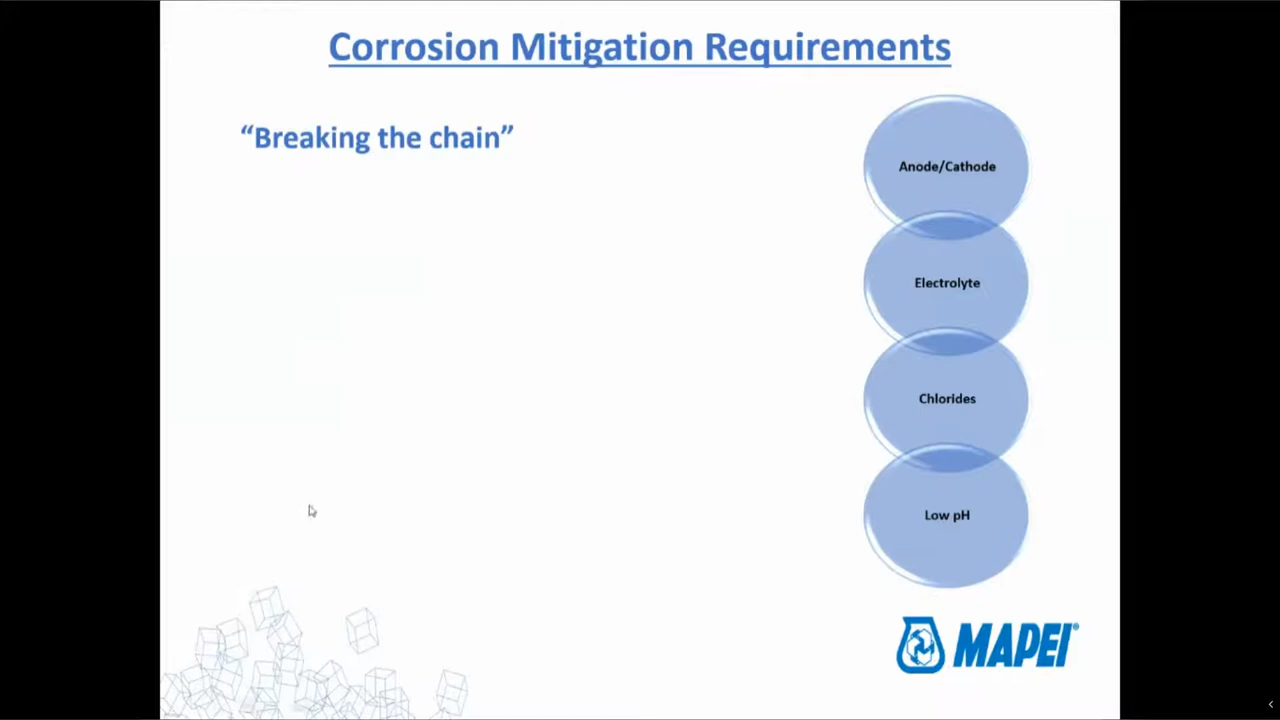 Corrosion Mitigation Requirements
“Breaking the chain”
Anode/Cathode
Electrolyte
Chlorides
Low pH
MAPEI®